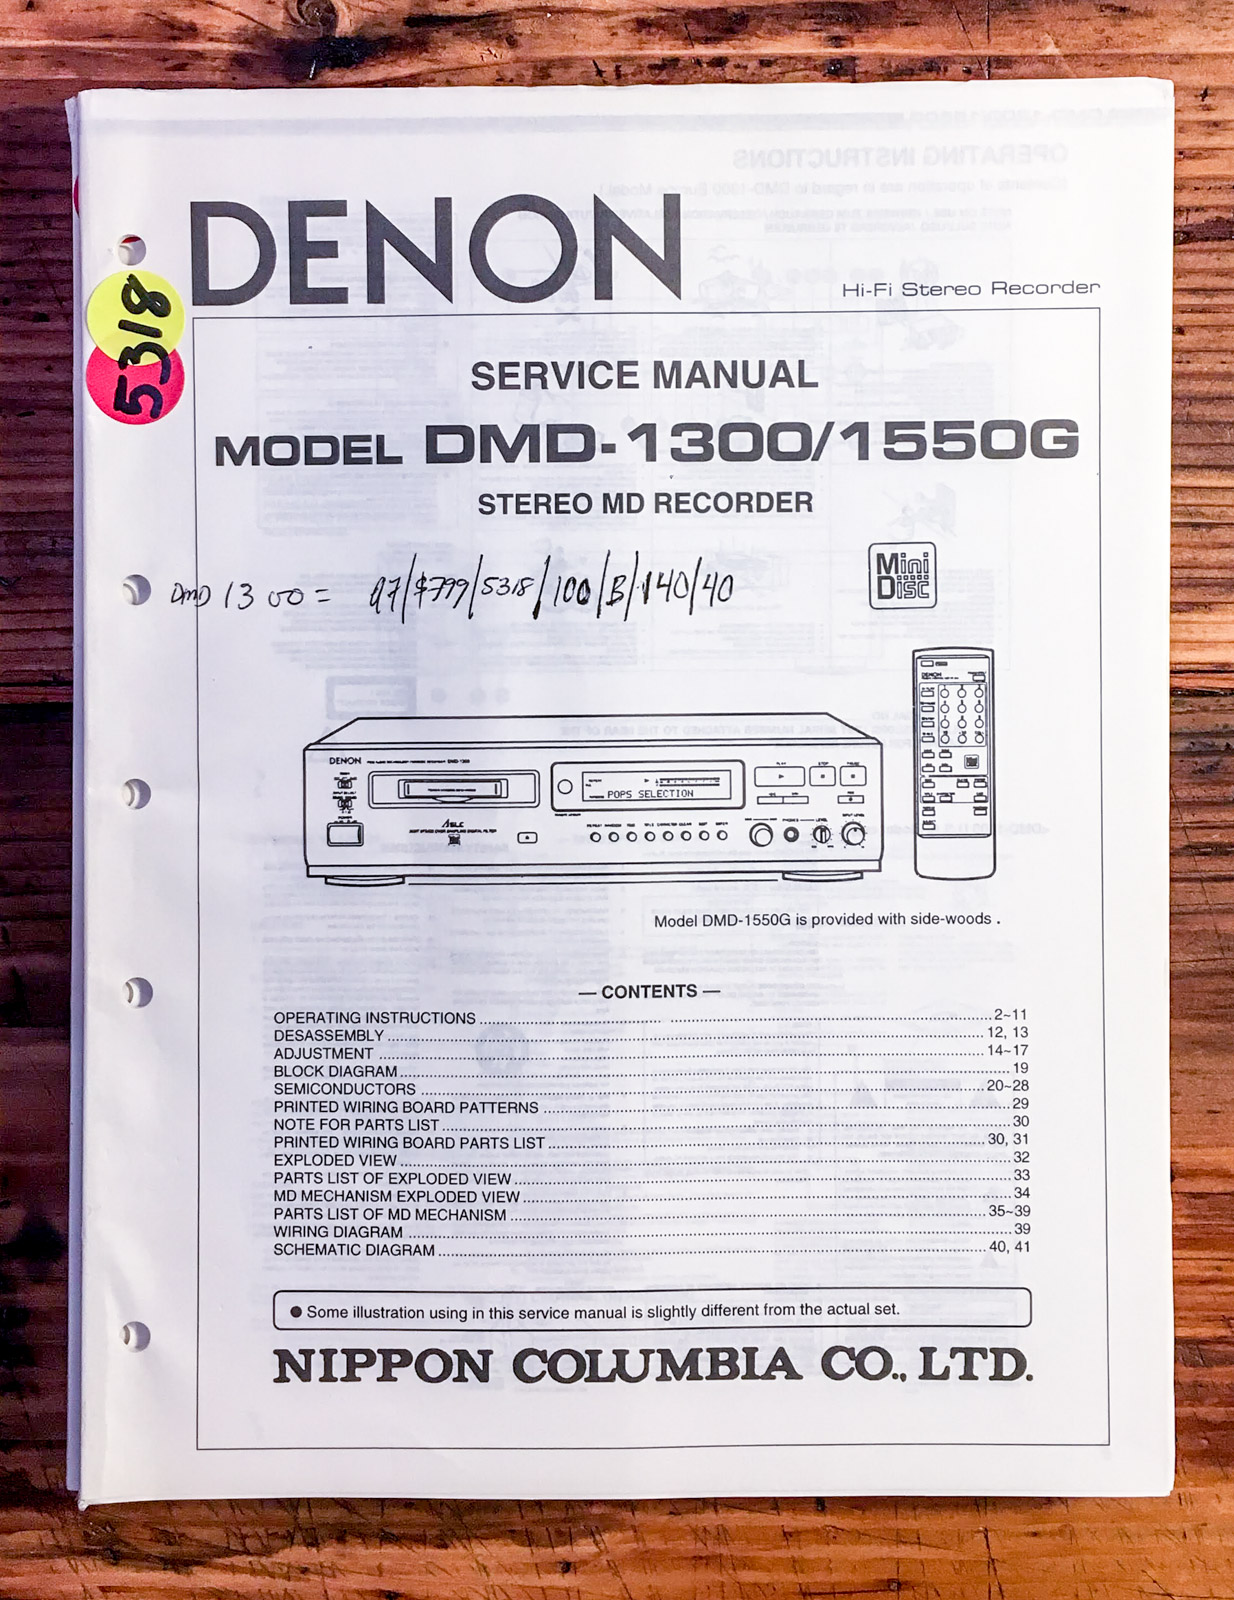 DENON
Hi-Fi Stereo Recorder
5318
SERVICE MANUAL
MODEL DMD-1300/1550G
STEREO MD RECORDER
Mini
Disc
DMD 1300 = 97/$799/5318/100/B/140/40
DENON
DENON DMD-1300
POPS SELECTION
Model DMD-1550G is provided with side-woods .
— CONTENTS —
OPERATING INSTRUCTIONS 2~11
DESASSEMBLY 12, 13
ADJUSTMENT 14~17
BLOCK DIAGRAM 19
SEMICONDUCTORS 20~28
PRINTED WIRING BOARD PATTERNS 29
NOTE FOR PARTS LIST 30
PRINTED WIRING BOARD PARTS LIST 30, 31
EXPLODED VIEW 32
PARTS LIST OF EXPLODED VIEW 33
MD MECHANISM EXPLODED VIEW 34
PARTS LIST OF MD MECHANISM 35~39
WIRING DIAGRAM 39
SCHEMATIC DIAGRAM 40, 41
● Some illustration using in this service manual is slightly different from the actual set.
NIPPON COLUMBIA CO., LTD.